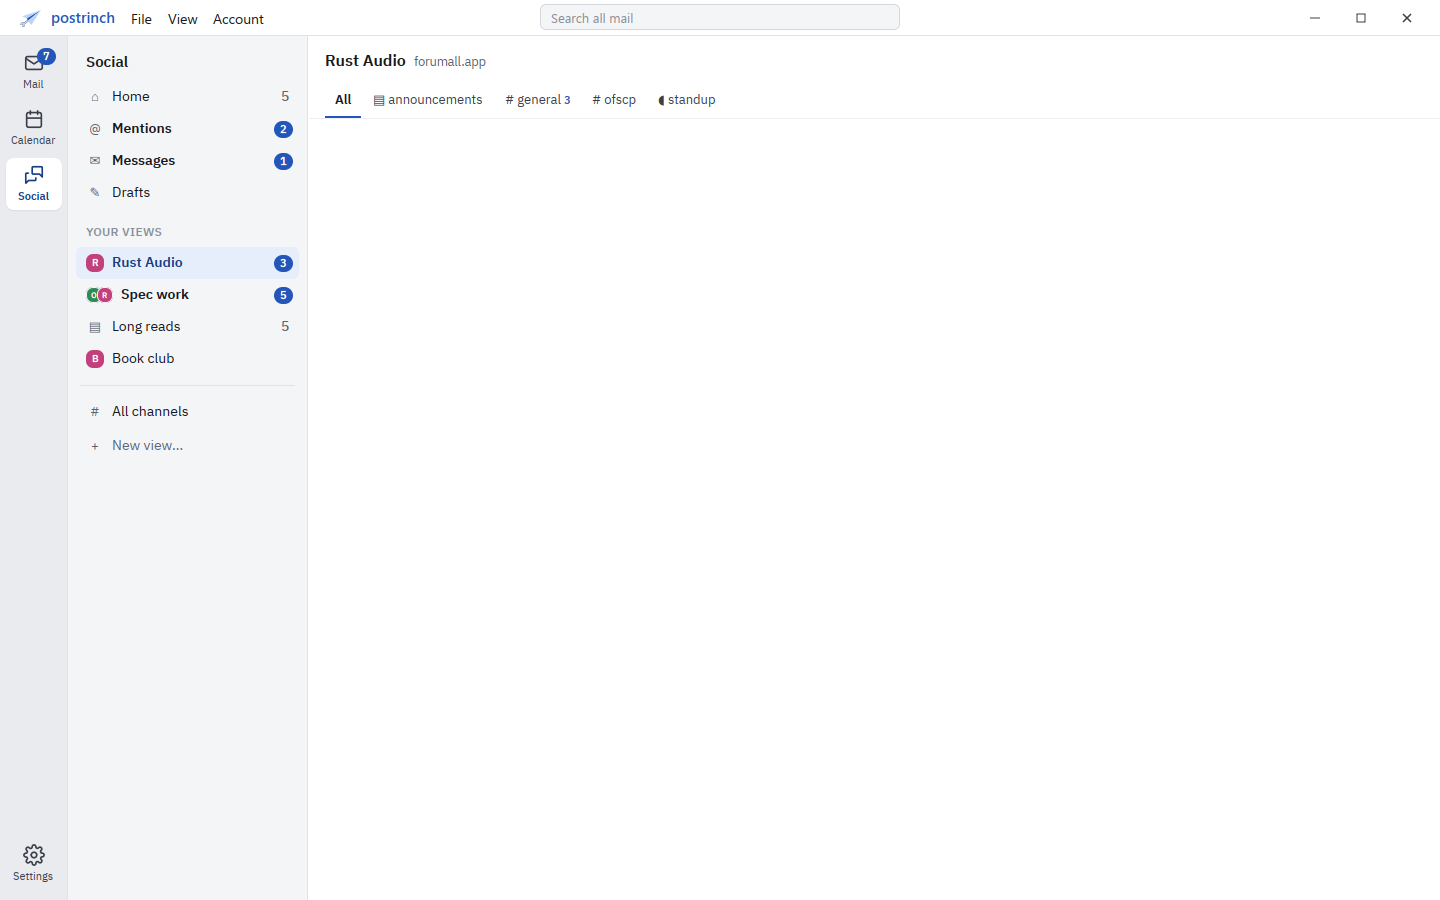 postrinch File View Account
Search all mail
7
Mail
Calendar
Social
Settings
Social
⌂ Home 5
@ Mentions 2
✉ Messages 1
✎ Drafts
YOUR VIEWS
R Rust Audio 3
O R Spec work 5
▤ Long reads 5
B Book club
# All channels
+ New view...
Rust Audio forumall.app
All ▤ announcements # general 3 # ofscp ◖ standup